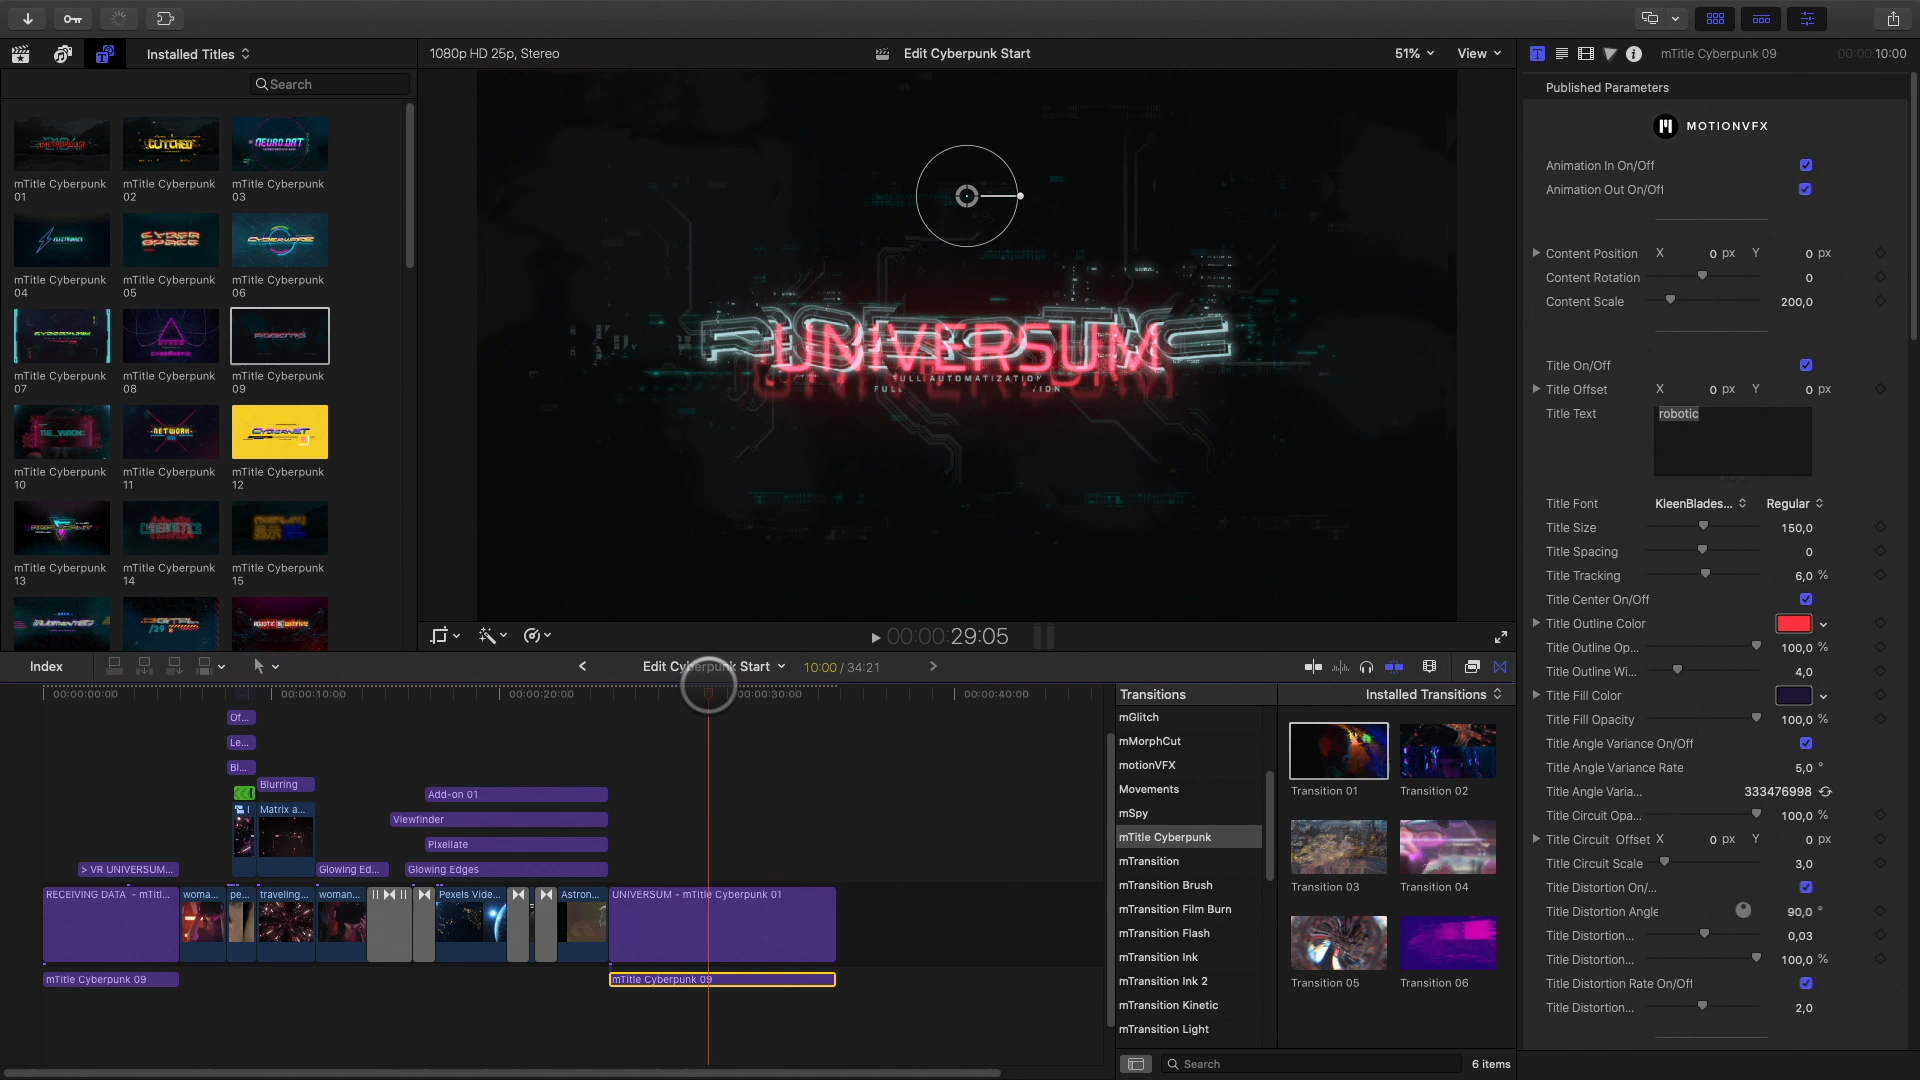 Installed Titles
Search
mTitle Cyberpunk 01
mTitle Cyberpunk 02
mTitle Cyberpunk 03
mTitle Cyberpunk 04
mTitle Cyberpunk 05
mTitle Cyberpunk 06
mTitle Cyberpunk 07
mTitle Cyberpunk 08
mTitle Cyberpunk 09
mTitle Cyberpunk 10
mTitle Cyberpunk 11
mTitle Cyberpunk 12
mTitle Cyberpunk 13
mTitle Cyberpunk 14
mTitle Cyberpunk 15
1080p HD 25p, Stereo
Edit Cyberpunk Start
51%
View
UNIVERSUM
FULL AUTOMATIZATION
00:00:29:05
mTitle Cyberpunk 09
00:00:10:00
Published Parameters
MOTIONVFX
Animation In On/Off
Animation Out On/Off
Content Position X 0 px Y 0 px
Content Rotation 0
Content Scale 200,0
Title On/Off
Title Offset X 0 px Y 0 px
Title Text robotic
Title Font KleenBlades... Regular
Title Size 150,0
Title Spacing 0
Title Tracking 6,0 %
Title Center On/Off
Title Outline Color
Title Outline Op... 100,0 %
Title Outline Wi... 4,0
Title Fill Color
Title Fill Opacity 100,0 %
Title Angle Variance On/Off
Title Angle Variance Rate 5,0 °
Title Angle Varia... 333476998
Title Circuit Opa... 100,0 %
Title Circuit Offset X 0 px Y 0 px
Title Circuit Scale 3,0
Title Distortion On/...
Title Distortion Angle 90,0 °
Title Distortion... 0,03
Title Distortion... 100,0 %
Title Distortion Rate On/Off
Title Distortion... 2,0
Index
Edit Cyberpunk Start
10:00 / 34:21
00:00:00:00
00:00:10:00
00:00:20:00
00:00:30:00
00:00:40:00
Of...
Le...
Bl...
Blurring
Matrix a...
Add-on 01
Viewfinder
Pixellate
> VR UNIVERSUM...
Glowing Ed...
Glowing Edges
RECEIVING DATA - mTitl...
woma...
pe...
traveling...
woman...
Pexels Vide...
Astron...
UNIVERSUM - mTitle Cyberpunk 01
mTitle Cyberpunk 09
mTitle Cyberpunk 09
Transitions
mGlitch
mMorphCut
motionVFX
Movements
mSpy
mTitle Cyberpunk
mTransition
mTransition Brush
mTransition Film Burn
mTransition Flash
mTransition Ink
mTransition Ink 2
mTransition Kinetic
mTransition Light
Installed Transitions
Transition 01
Transition 02
Transition 03
Transition 04
Transition 05
Transition 06
Search
6 items